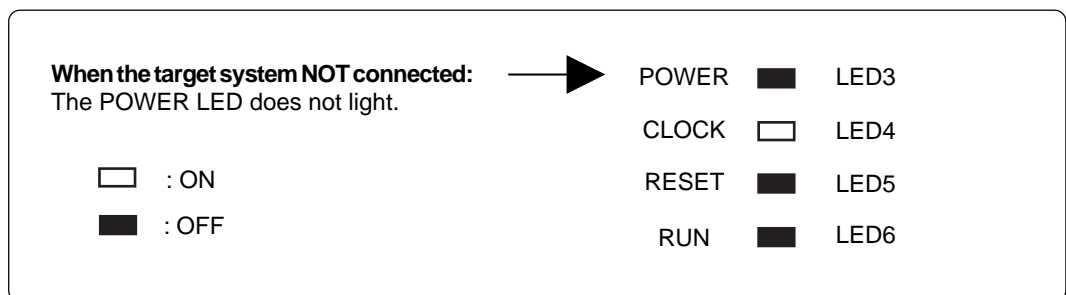 When the target system NOT connected:
The POWER LED does not light.
: ON
: OFF
POWER LED3
CLOCK LED4
RESET LED5
RUN LED6